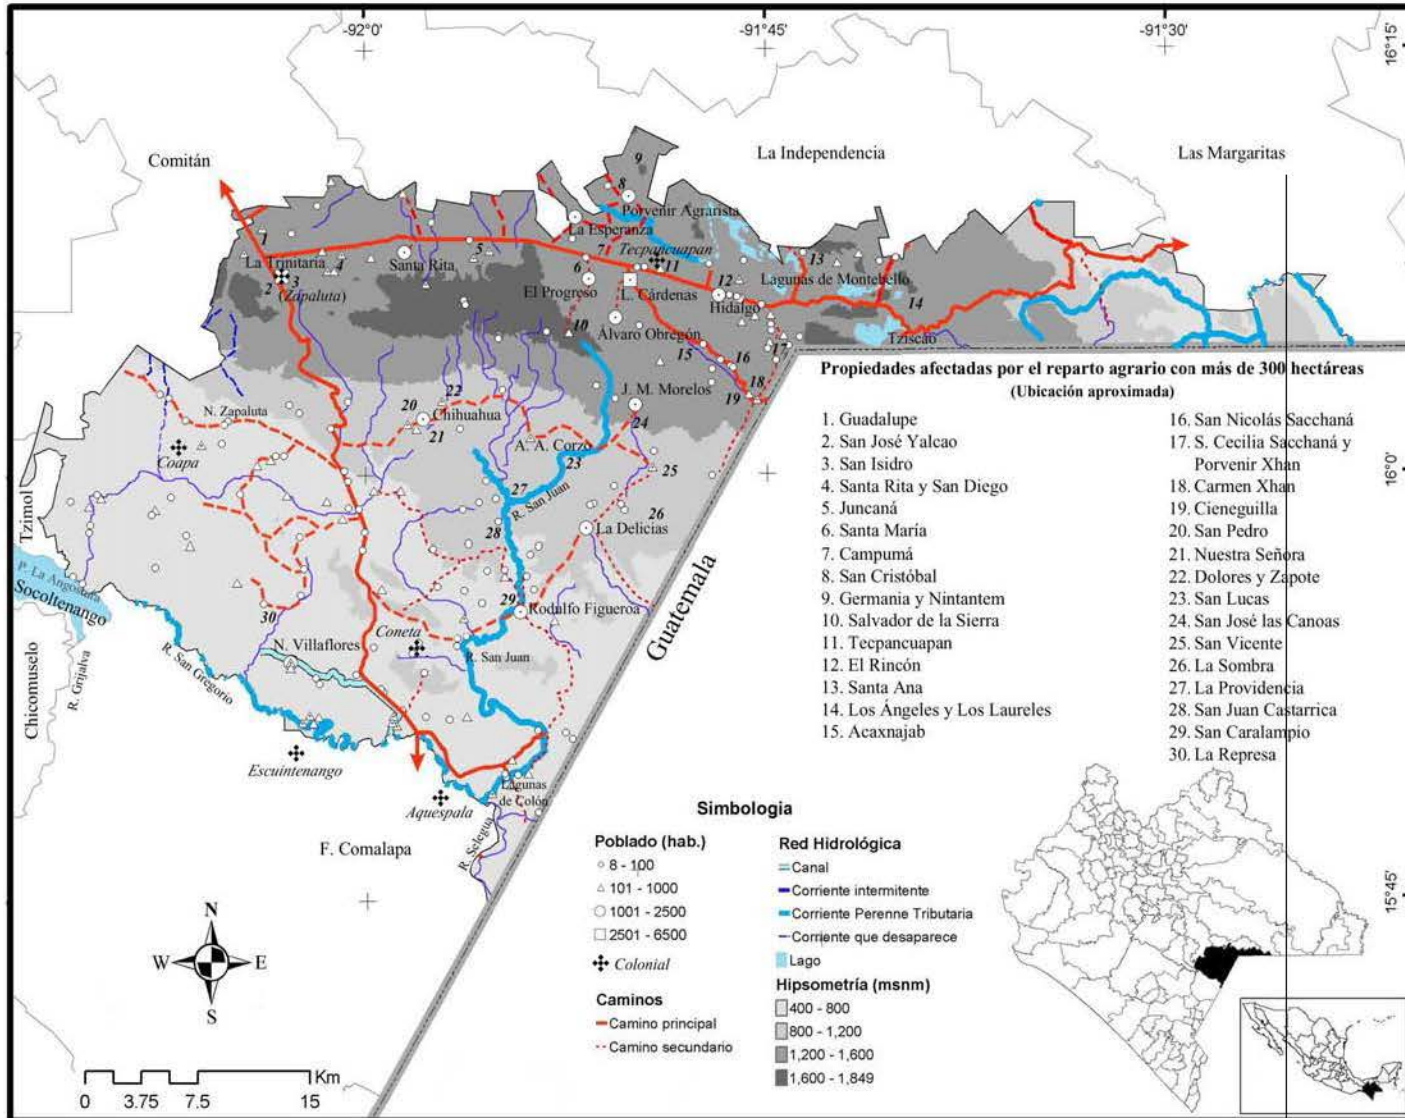 -92°0'
-91°45'
-91°30'
16°15'
La Independencia
Las Margaritas
Comitán
9
8
Porvenir Agrarista
La Esperanza
1
5
7
Tecpancuapan
La Trinitaria
4
Santa Rita
6
11
13
Lagunas de Montebello
2
3
(Zapaluta)
El Progreso
L. Cárdenas
12
Hidalgo
14
10
Álvaro Obregón
Tziscao
15
16
17
18
19
J. M. Morelos
22
20
Chihuahua
21
24
N. Zapaluta
A. A. Corzo
Coapa
23
25
16°0'
Tzimol
27
R. San Juan
26
28
La Delicias
P. La Angostura
Socoltenango
29
Rodulfo Figueroa
30
Coneta
N. Villaflores
R. San Juan
Guatemala
Chicomuselo
R. Grijalva
R. San Gregorio
Escuintenango
Aquespala
Lagunas
de Colón
R. Selegua
F. Comalapa
15°45'
Propiedades afectadas por el reparto agrario con más de 300 hectáreas
(Ubicación aproximada)
1. Guadalupe
2. San José Yalcao
3. San Isidro
4. Santa Rita y San Diego
5. Juncaná
6. Santa María
7. Campumá
8. San Cristóbal
9. Germania y Nintantem
10. Salvador de la Sierra
11. Tecpancuapan
12. El Rincón
13. Santa Ana
14. Los Ángeles y Los Laureles
15. Acaxnajab
16. San Nicolás Sacchaná
17. S. Cecilia Sacchaná y
Porvenir Xhan
18. Carmen Xhan
19. Cieneguilla
20. San Pedro
21. Nuestra Señora
22. Dolores y Zapote
23. San Lucas
24. San José las Canoas
25. San Vicente
26. La Sombra
27. La Providencia
28. San Juan Castarrica
29. San Caralampio
30. La Represa
Simbologia
Poblado (hab.)
8 - 100
101 - 1000
1001 - 2500
2501 - 6500
Colonial
Caminos
Camino principal
Camino secundario
Red Hidrológica
Canal
Corriente intermitente
Corriente Perenne Tributaria
Corriente que desaparece
Lago
Hipsometría (msnm)
400 - 800
800 - 1,200
1,200 - 1,600
1,600 - 1,849
N
W
E
S
Km
0
3.75
7.5
15